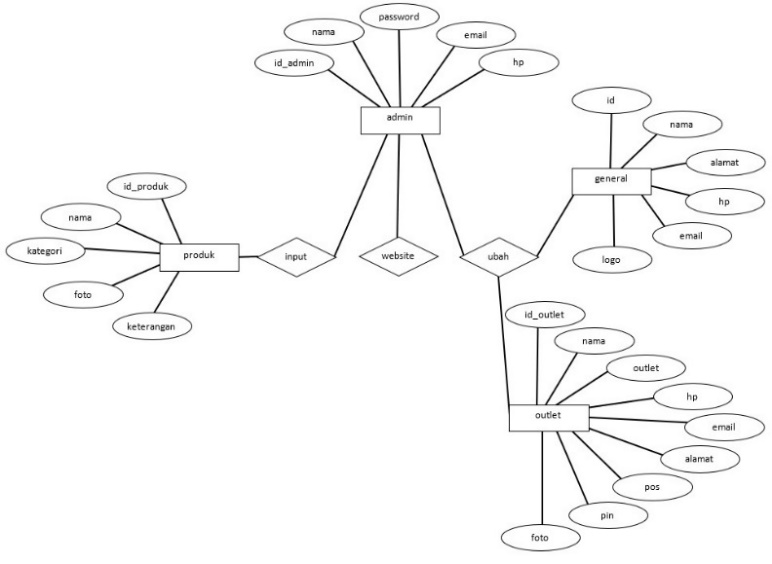 password
nama
email
id_admin
hp
admin
id
nama
alamat
general
hp
email
logo
id_produk
nama
kategori
produk
foto
keterangan
input
website
ubah
id_outlet
nama
outlet
hp
outlet
email
alamat
pos
pin
foto